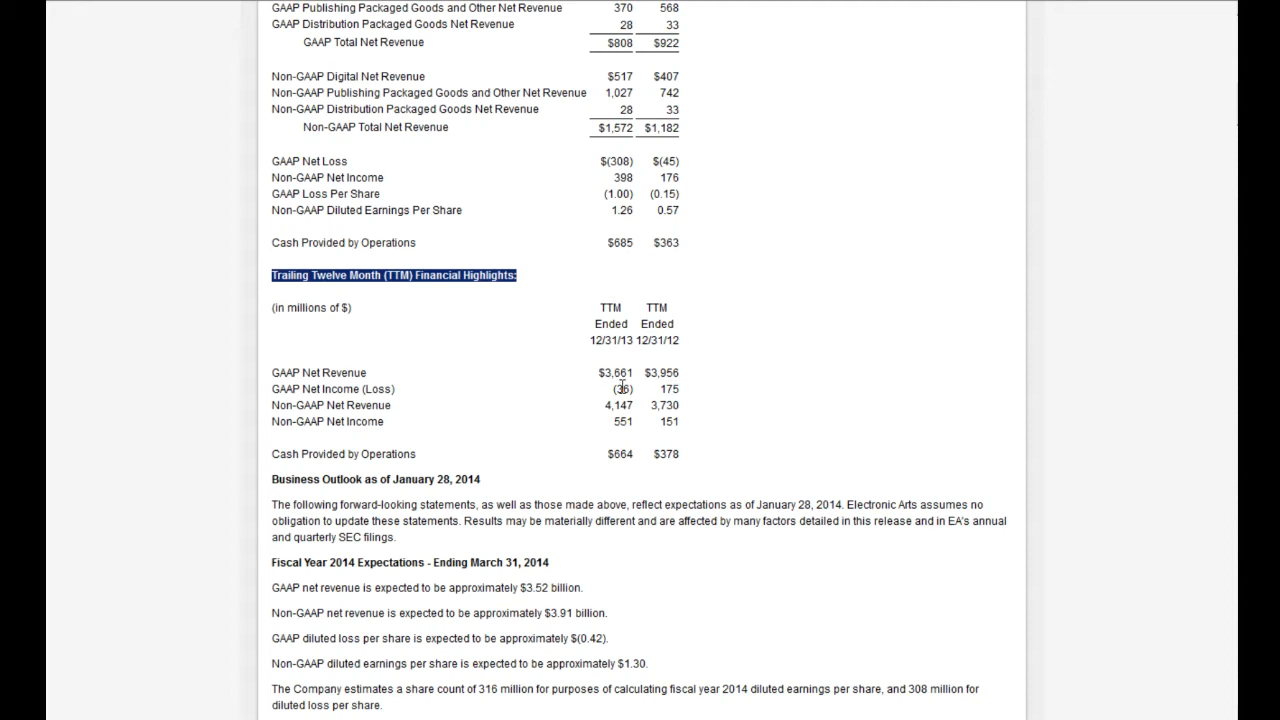 GAAP Publishing Packaged Goods and Other Net Revenue 370 568
GAAP Distribution Packaged Goods Net Revenue 28 33
GAAP Total Net Revenue $808 $922
Non-GAAP Digital Net Revenue $517 $407
Non-GAAP Publishing Packaged Goods and Other Net Revenue 1,027 742
Non-GAAP Distribution Packaged Goods Net Revenue 28 33
Non-GAAP Total Net Revenue $1,572 $1,182
GAAP Net Loss $(308) $(45)
Non-GAAP Net Income 398 176
GAAP Loss Per Share (1.00) (0.15)
Non-GAAP Diluted Earnings Per Share 1.26 0.57
Cash Provided by Operations $685 $363
Trailing Twelve Month (TTM) Financial Highlights:
(in millions of $) TTM TTM
Ended Ended
12/31/13 12/31/12
GAAP Net Revenue $3,661 $3,956
GAAP Net Income (Loss) (36) 175
Non-GAAP Net Revenue 4,147 3,730
Non-GAAP Net Income 551 151
Cash Provided by Operations $664 $378
Business Outlook as of January 28, 2014
The following forward-looking statements, as well as those made above, reflect expectations as of January 28, 2014. Electronic Arts assumes no
obligation to update these statements. Results may be materially different and are affected by many factors detailed in this release and in EA's annual
and quarterly SEC filings.
Fiscal Year 2014 Expectations - Ending March 31, 2014
GAAP net revenue is expected to be approximately $3.52 billion.
Non-GAAP net revenue is expected to be approximately $3.91 billion.
GAAP diluted loss per share is expected to be approximately $(0.42).
Non-GAAP diluted earnings per share is expected to be approximately $1.30.
The Company estimates a share count of 316 million for purposes of calculating fiscal year 2014 diluted earnings per share, and 308 million for
diluted loss per share.